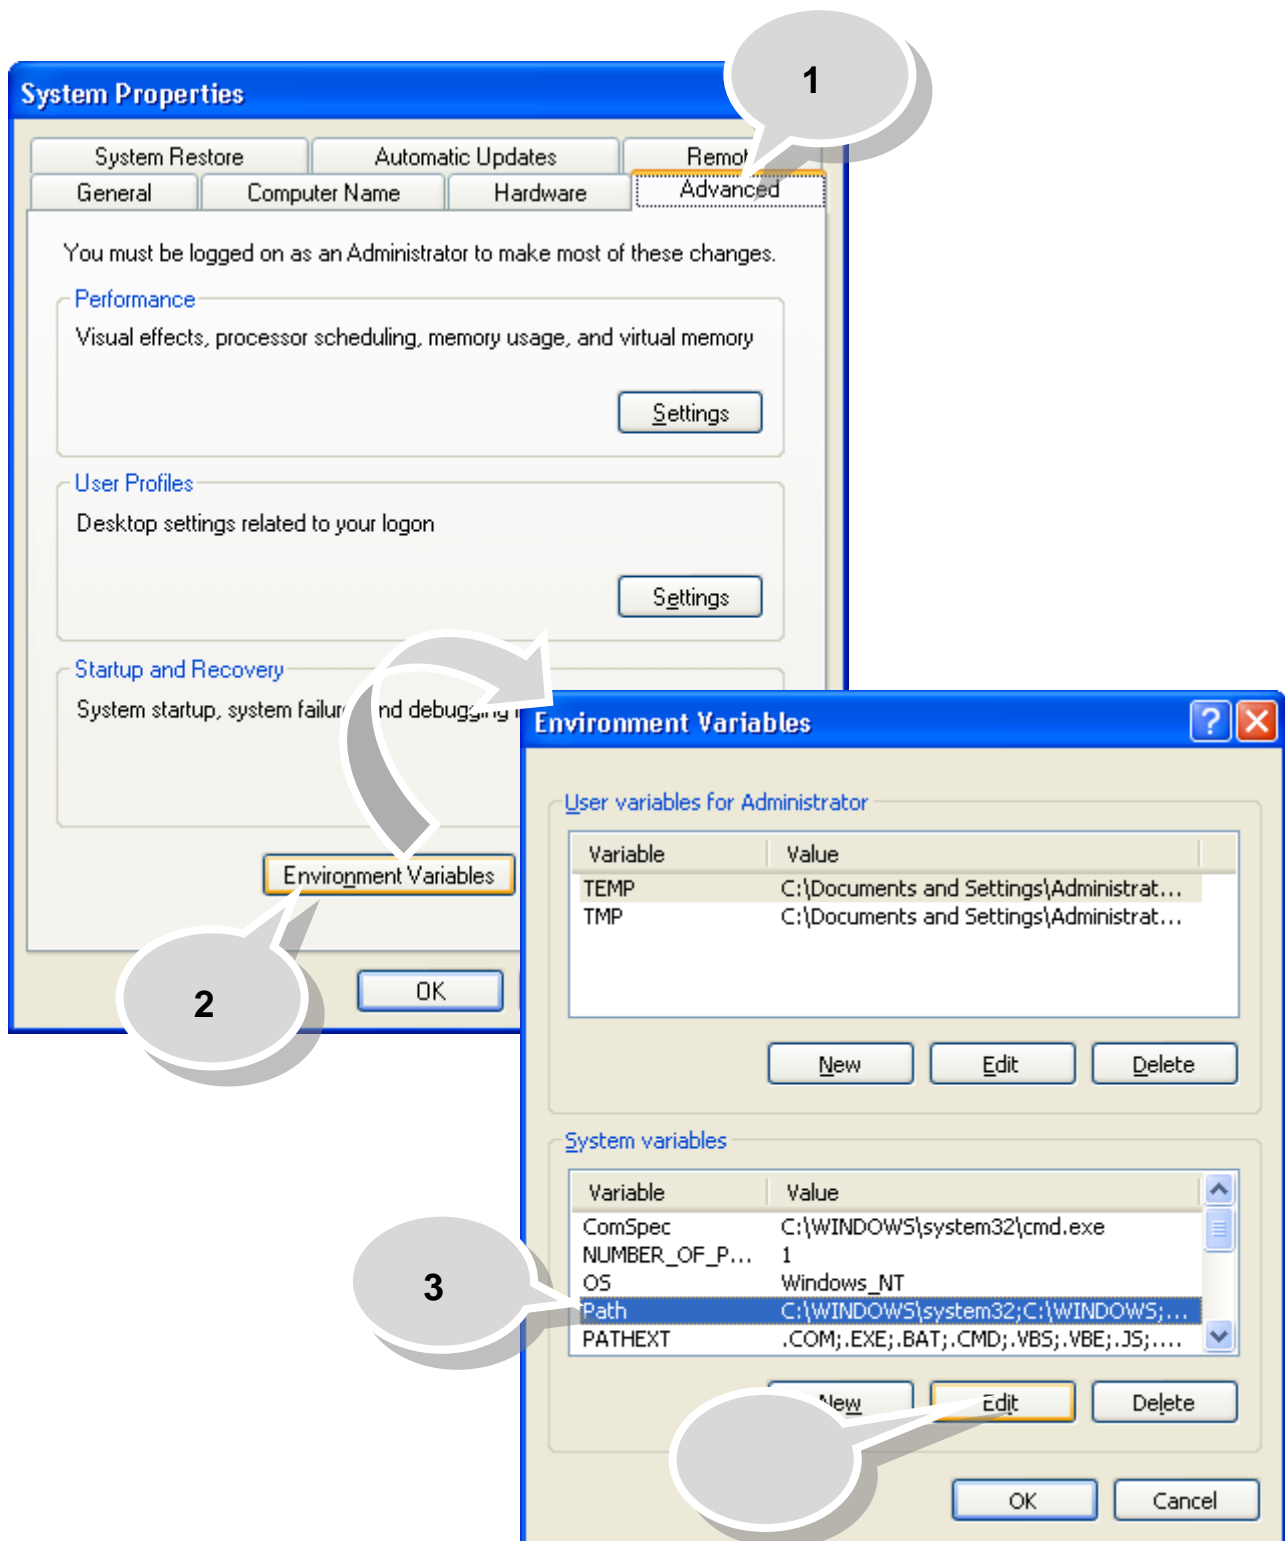 1
System Properties
System Restore Automatic Updates Remot
General Computer Name Hardware Advanced
You must be logged on as an Administrator to make most of these changes.
Performance
Visual effects, processor scheduling, memory usage, and virtual memory
Settings
User Profiles
Desktop settings related to your logon
Settings
Startup and Recovery
System startup, system failur nd debugging
Environment Variables
2
OK
Environment Variables
User variables for Administrator
Variable Value
TEMP C:\Documents and Settings\Administrat...
TMP C:\Documents and Settings\Administrat...
New Edit Delete
System variables
Variable Value
ComSpec C:\WINDOWS\system32\cmd.exe
NUMBER_OF_P... 1
OS Windows_NT
Path C:\WINDOWS\system32;C:\WINDOWS;...
PATHEXT .COM;.EXE;.BAT;.CMD;.VBS;.VBE;.JS;....
3
New Edit Delete
OK Cancel